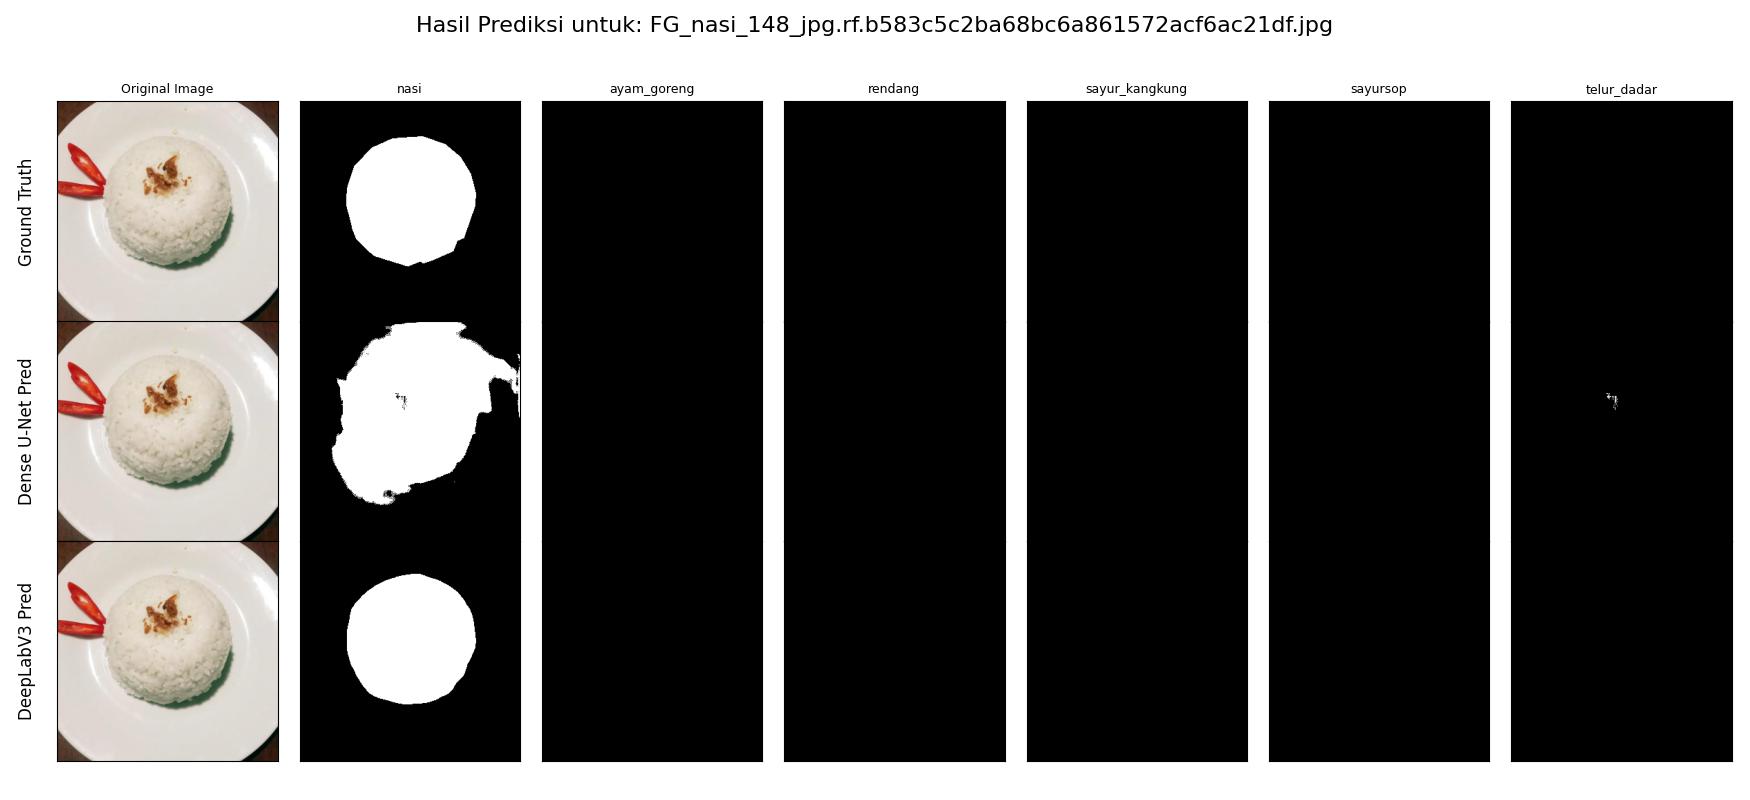 Hasil Prediksi untuk: FG_nasi_148_jpg.rf.b583c5c2ba68bc6a861572acf6ac21df.jpg
Original Image
nasi
ayam_goreng
rendang
sayur_kangkung
sayursop
telur_dadar
Ground Truth
Dense U-Net Pred
DeepLabV3 Pred